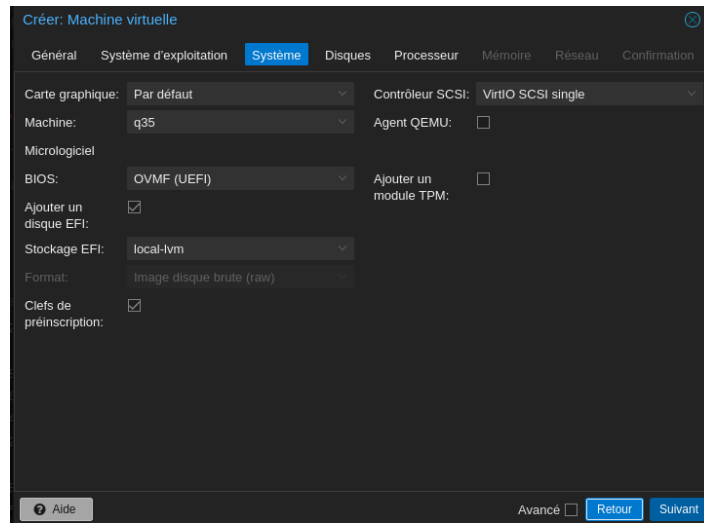 Créer: Machine virtuelle
Général Système d'exploitation Système Disques Processeur Mémoire Réseau Confirmation
Carte graphique: Par défaut Contrôleur SCSI: VirtIO SCSI single
Machine: q35 Agent QEMU:
Micrologiciel
BIOS: OVMF (UEFI) Ajouter un
module TPM:
Ajouter un
disque EFI:
Stockage EFI: local-lvm
Format: Image disque brute (raw)
Clefs de
préinscription:
Aide Avancé Retour Suivant